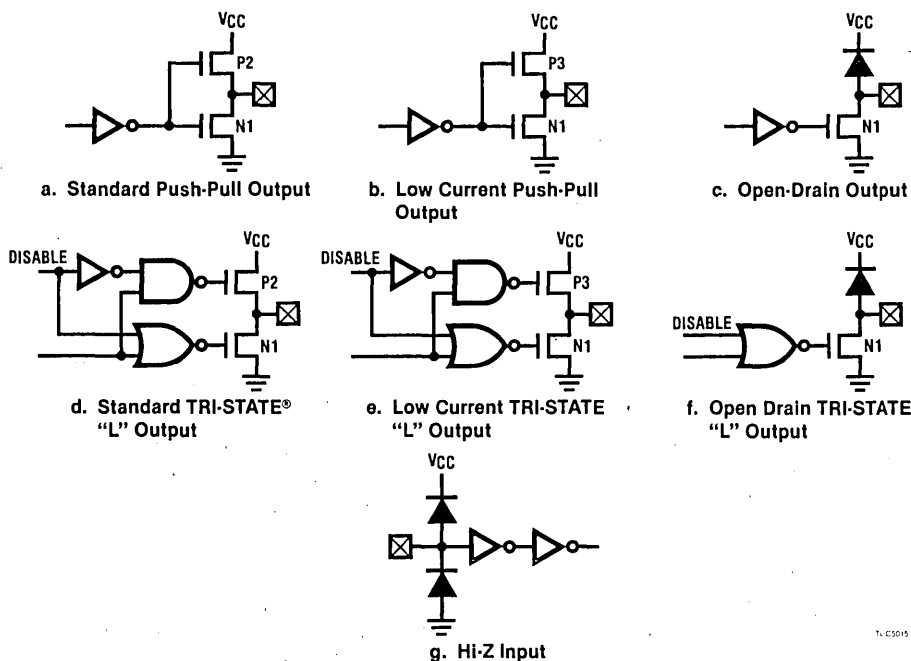 VCC
P2
N1
a. Standard Push-Pull Output
VCC
P3
N1
b. Low Current Push-Pull
Output
VCC
N1
c. Open-Drain Output
DISABLE
VCC
P2
N1
d. Standard TRI-STATE®
“L” Output
DISABLE
VCC
P3
N1
e. Low Current TRI-STATE
“L” Output
DISABLE
VCC
N1
f. Open Drain TRI-STATE
“L” Output
VCC
g. Hi-Z Input